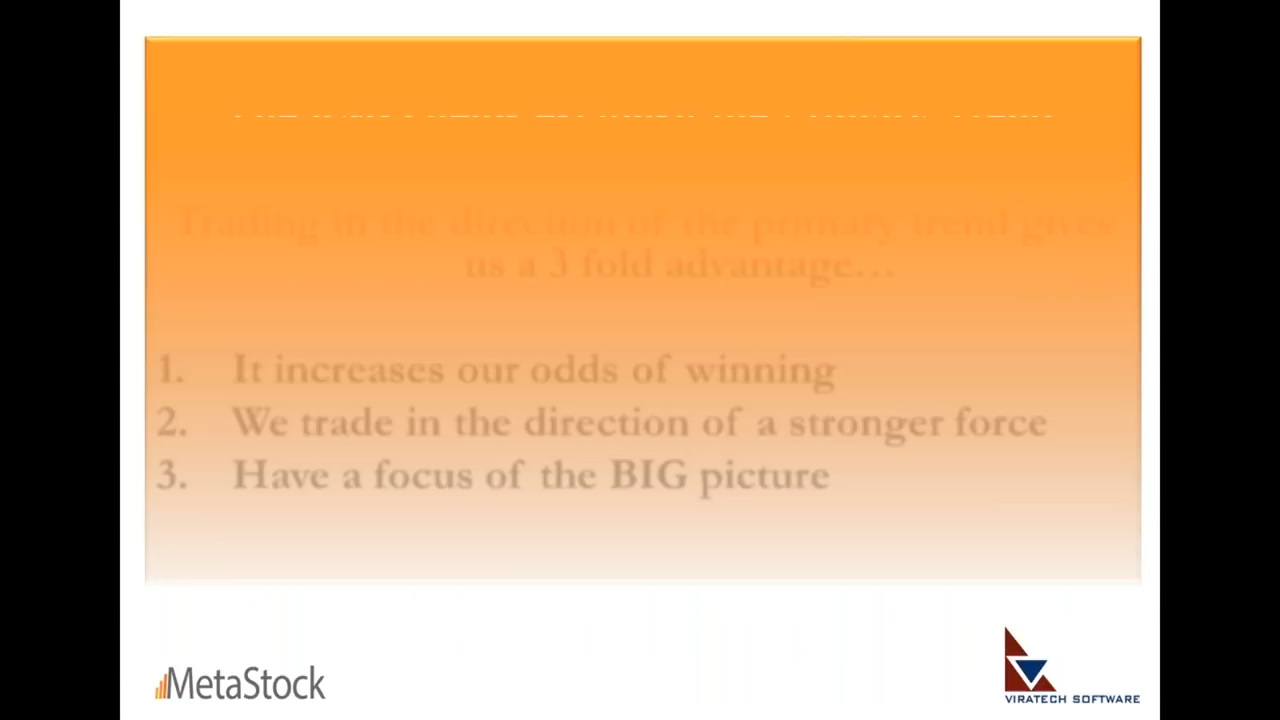 Trading in the direction of the primary trend gives
us a 3 fold advantage...
1. It increases our odds of winning
2. We trade in the direction of a stronger force
3. Have a focus of the BIG picture
MetaStock
VIRATECH SOFTWARE